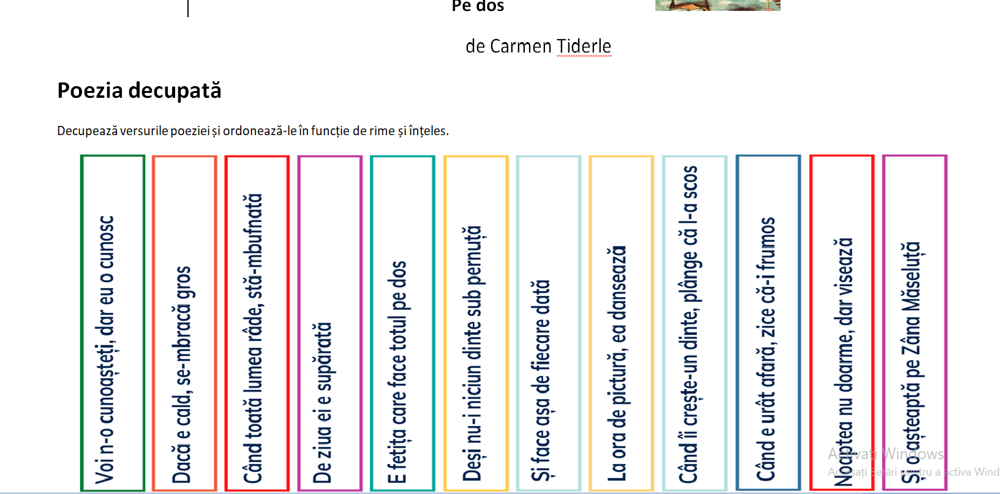 Pe dos
de Carmen Tiderle
Poezia decupată
Decupează versurile poeziei și ordonează-le în funcție de rime și înțeles.
Voi n-o cunoașteți, dar eu o cunosc
Dacă e cald, se-mbracă gros
Când toată lumea râde, stă-mbufnată
De ziua ei e supărată
E fetița care face totul pe dos
Deși nu-i niciun dinte sub pernuță
Și face așa de fiecare dată
La ora de pictură, ea dansează
Când îi crește-un dinte, plânge că l-a scos
Când e urât afară, zice că-i frumos
Noaptea nu doarme, dar visează
Și o așteaptă pe Zâna Măseluță
Activați Windows
Accesați Setări pentru a activa Wind